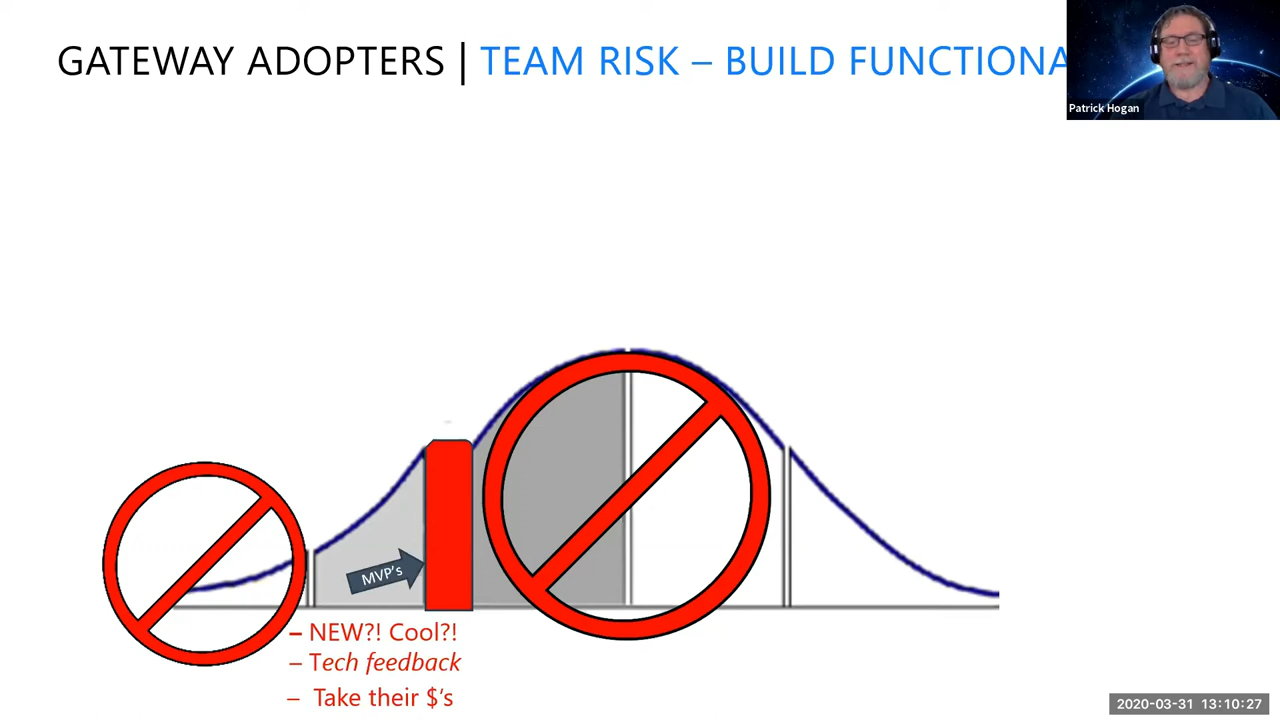 GATEWAY ADOPTERS | TEAM RISK – BUILD FUNCTIONA
Patrick Hogan
MVP's
– NEW?! Cool?!
– Tech feedback
– Take their $'s
2020-03-31 13:10:27